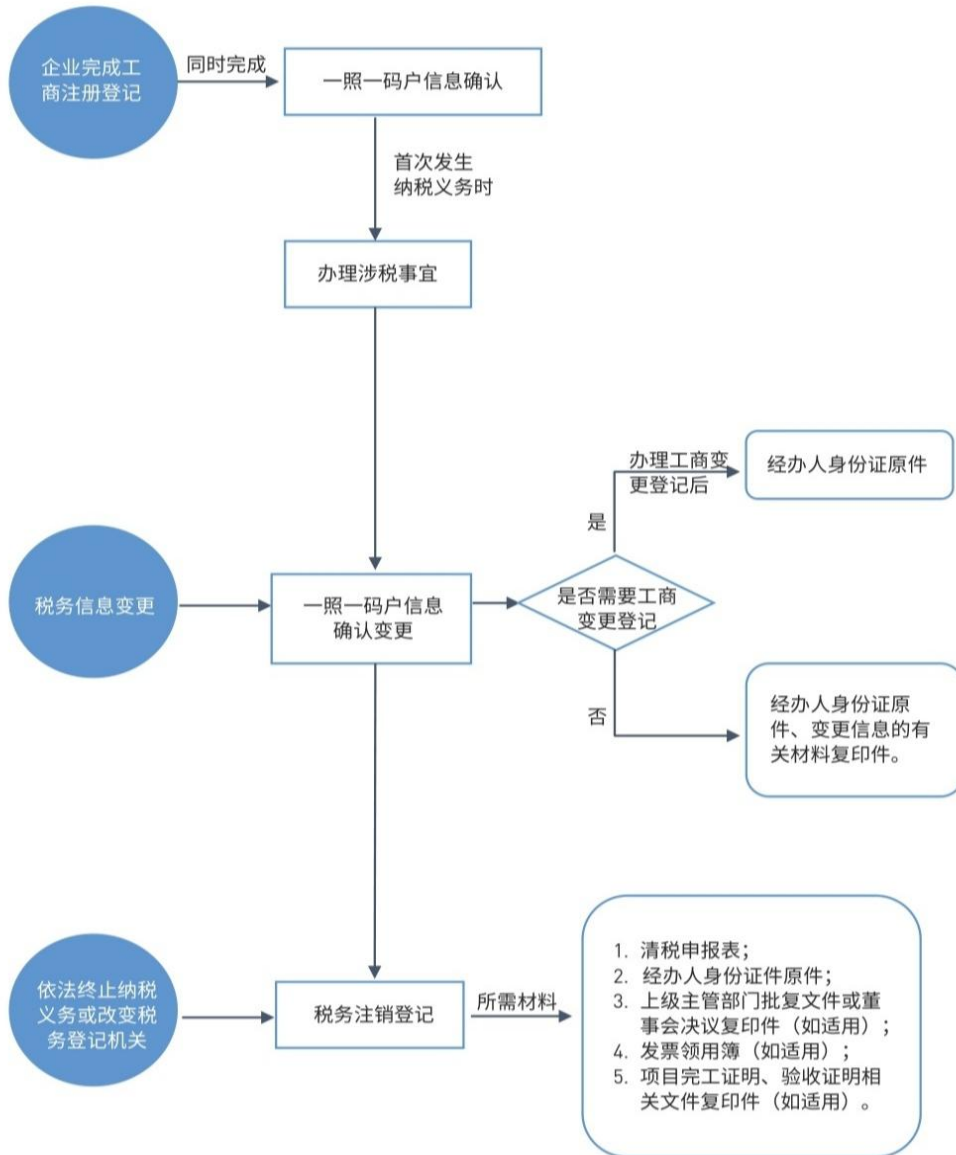 企业完成工
商注册登记
同时完成
一照一码户信息确认
首次发生
纳税义务时
办理涉税事宜
办理工商变
更登记后
经办人身份证原件
是
税务信息变更
一照一码户信息
确认变更
是否需要工商
变更登记
否
经办人身份证原
件、变更信息的有
关材料复印件。
依法终止纳税
义务或改变税
务登记机关
税务注销登记
所需材料
1. 清税申报表；
2. 经办人身份证件原件；
3. 上级主管部门批复文件或董
事会决议复印件（如适用）；
4. 发票领用簿（如适用）；
5. 项目完工证明、验收证明相
关文件复印件（如适用）。